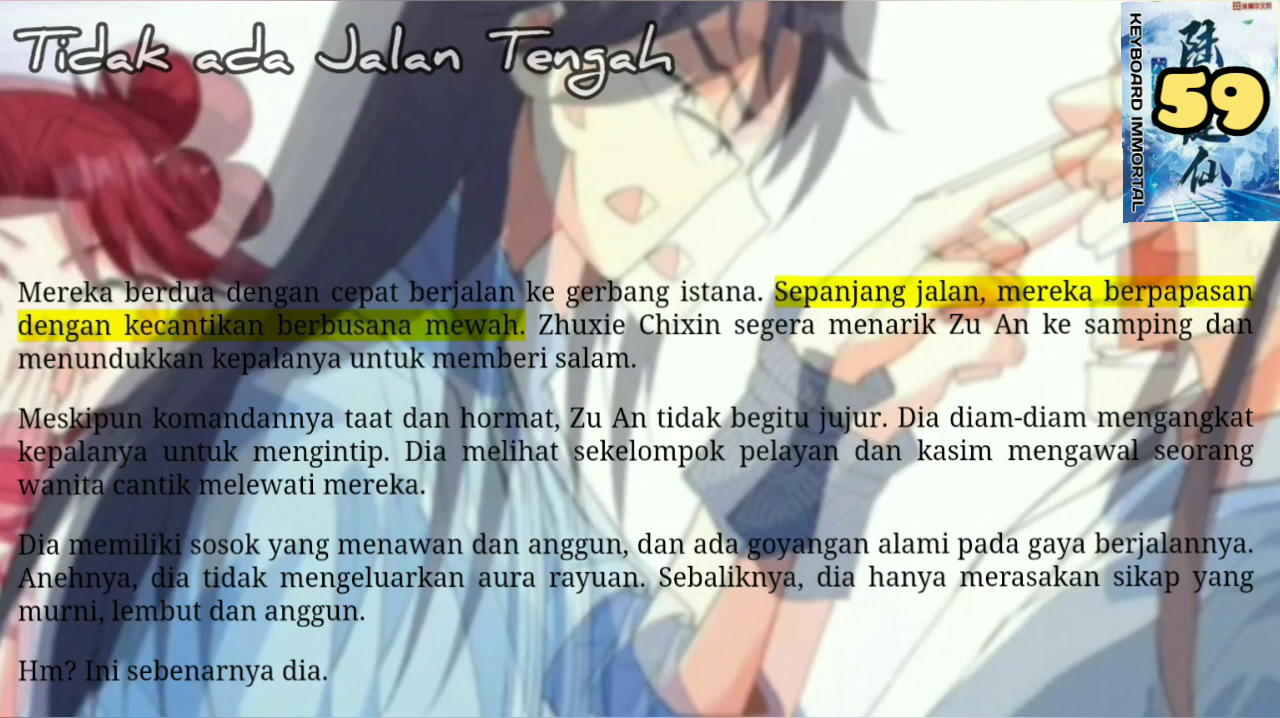 Tidak ada Jalan Tengah
KEYBOARD IMMORTAL
59
仙
Mereka berdua dengan cepat berjalan ke gerbang istana. Sepanjang jalan, mereka berpapasan
dengan kecantikan berbusana mewah. Zhuxie Chixin segera menarik Zu An ke samping dan
menundukkan kepalanya untuk memberi salam.
Meskipun komandannya taat dan hormat, Zu An tidak begitu jujur. Dia diam-diam mengangkat
kepalanya untuk mengintip. Dia melihat sekelompok pelayan dan kasim mengawal seorang
wanita cantik melewati mereka.
Dia memiliki sosok yang menawan dan anggun, dan ada goyangan alami pada gaya berjalannya.
Anehnya, dia tidak mengeluarkan aura rayuan. Sebaliknya, dia hanya merasakan sikap yang
murni, lembut dan anggun.
Hm? Ini sebenarnya dia.